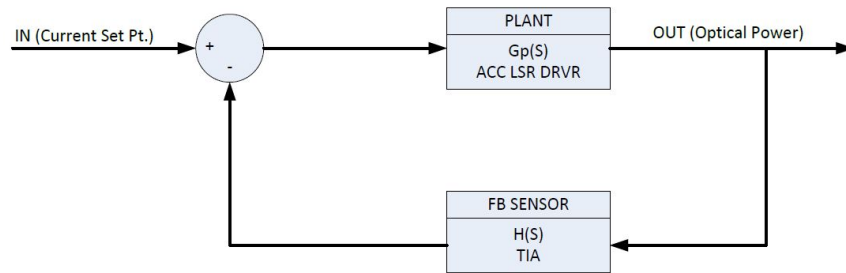 IN (Current Set Pt.)
+
-
PLANT
Gp(S)
ACC LSR DRVR
OUT (Optical Power)
FB SENSOR
H(S)
TIA